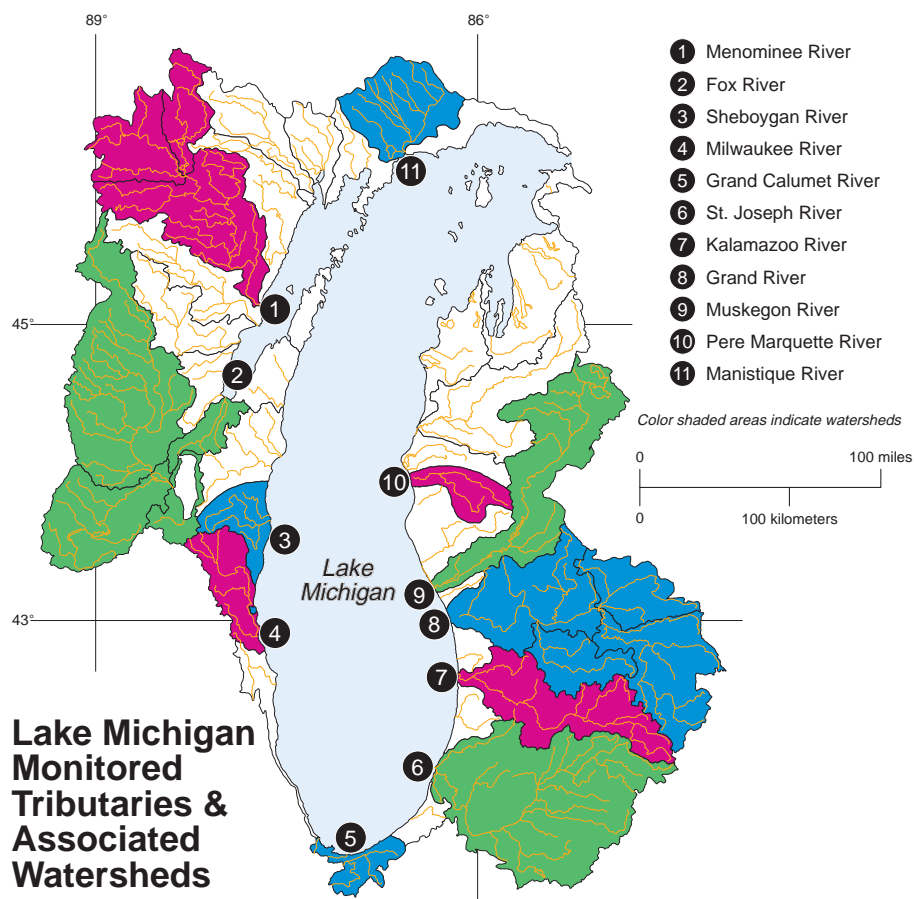 89°
86°
1 Menominee River
2 Fox River
3 Sheboygan River
4 Milwaukee River
5 Grand Calumet River
6 St. Joseph River
7 Kalamazoo River
8 Grand River
9 Muskegon River
10 Pere Marquette River
11 Manistique River
Color shaded areas indicate watersheds
0
100 miles
0
100 kilometers
11
1
45°
2
10
3
Lake
Michigan
9
8
43°
4
7
6
5
Lake Michigan
Monitored
Tributaries &
Associated
Watersheds